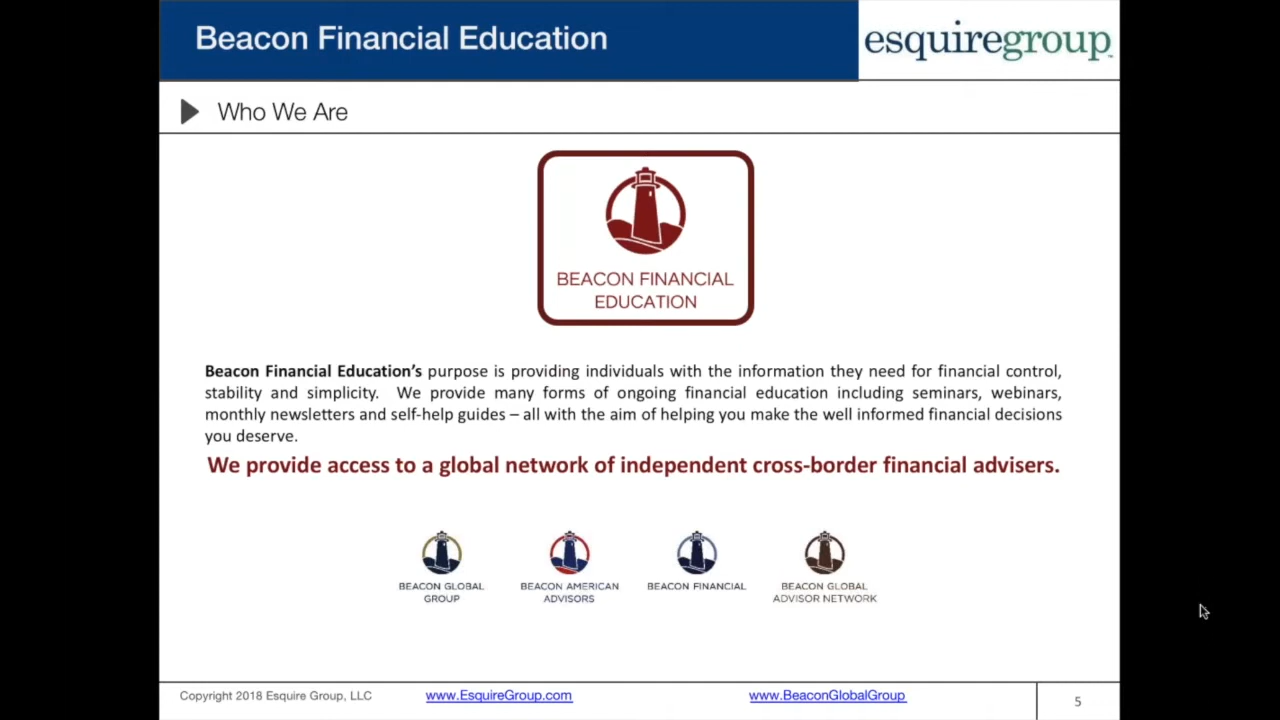 Beacon Financial Education
esquiregroup™
Who We Are
BEACON FINANCIAL
EDUCATION
Beacon Financial Education’s purpose is providing individuals with the information they need for financial control,
stability and simplicity. We provide many forms of ongoing financial education including seminars, webinars,
monthly newsletters and self-help guides – all with the aim of helping you make the well informed financial decisions
you deserve.
We provide access to a global network of independent cross-border financial advisers.
BEACON GLOBAL
GROUP
BEACON AMERICAN
ADVISORS
BEACON FINANCIAL
BEACON GLOBAL
ADVISOR NETWORK
Copyright 2018 Esquire Group, LLC
www.EsquireGroup.com
www.BeaconGlobalGroup
5